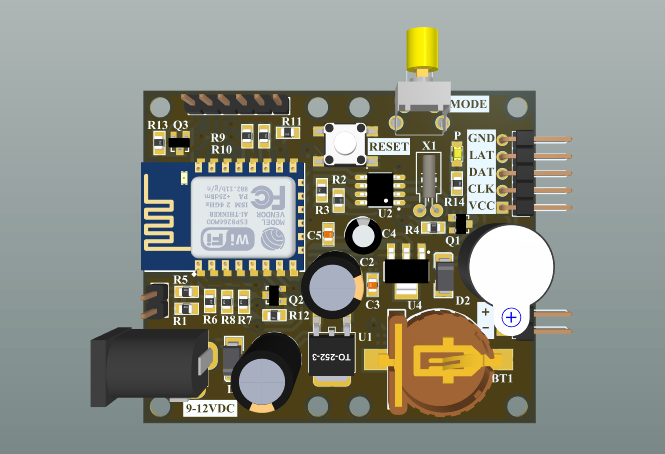 MODE
R13
Q3
R9
R10
R11
RESET
X1
P
GND
LAT
DAT
CLK
VCC
R2
R3
U2
R14
R4
Q1
C5
C4
C2
MODEL
VENDOR
ESP8266MOD
AI-THINKER
ISM 2.4GHz
PA +25dBm
802.11b/g/n
FC
Wi Fi
R5
R1
R6
R8
R7
Q2
R12
C3
U4
D2
+
−
U1
TO-252-3
BT1
L
9-12VDC